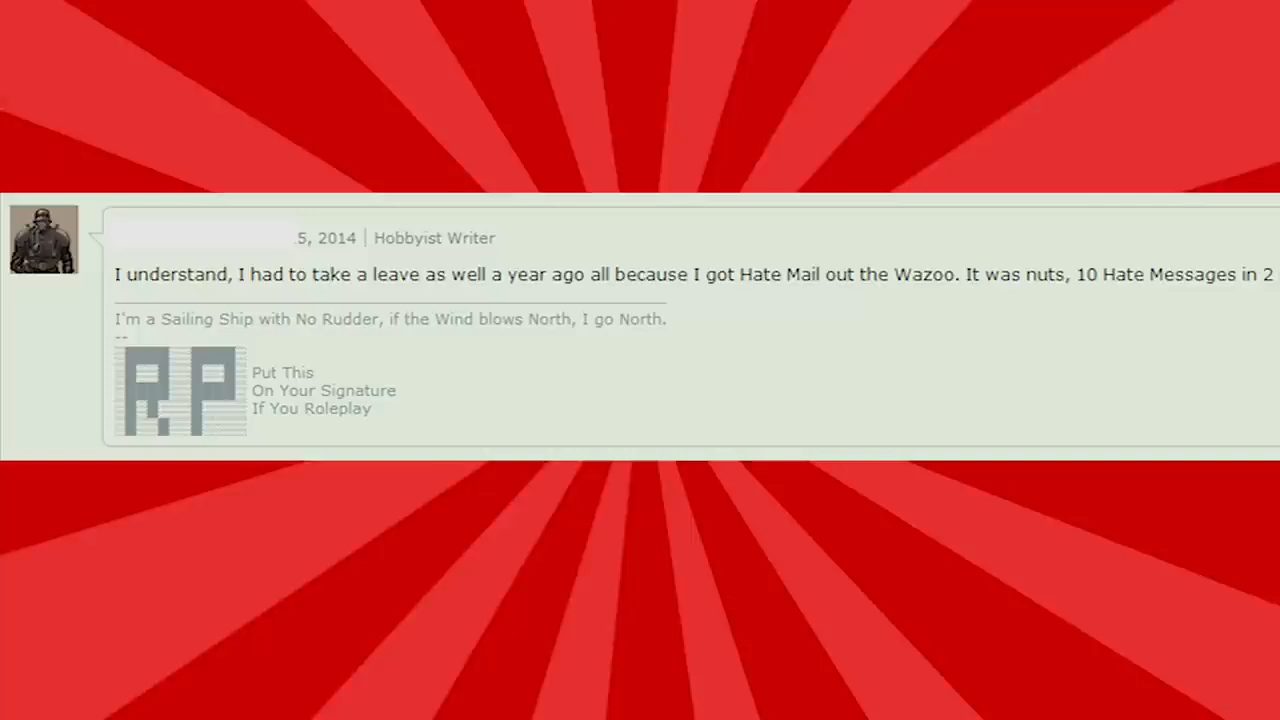 5, 2014 | Hobbyist Writer
I understand, I had to take a leave as well a year ago all because I got Hate Mail out the Wazoo. It was nuts, 10 Hate Messages in 2
I'm a Sailing Ship with No Rudder, if the Wind blows North, I go North.
--
RP
Put This
On Your Signature
If You Roleplay